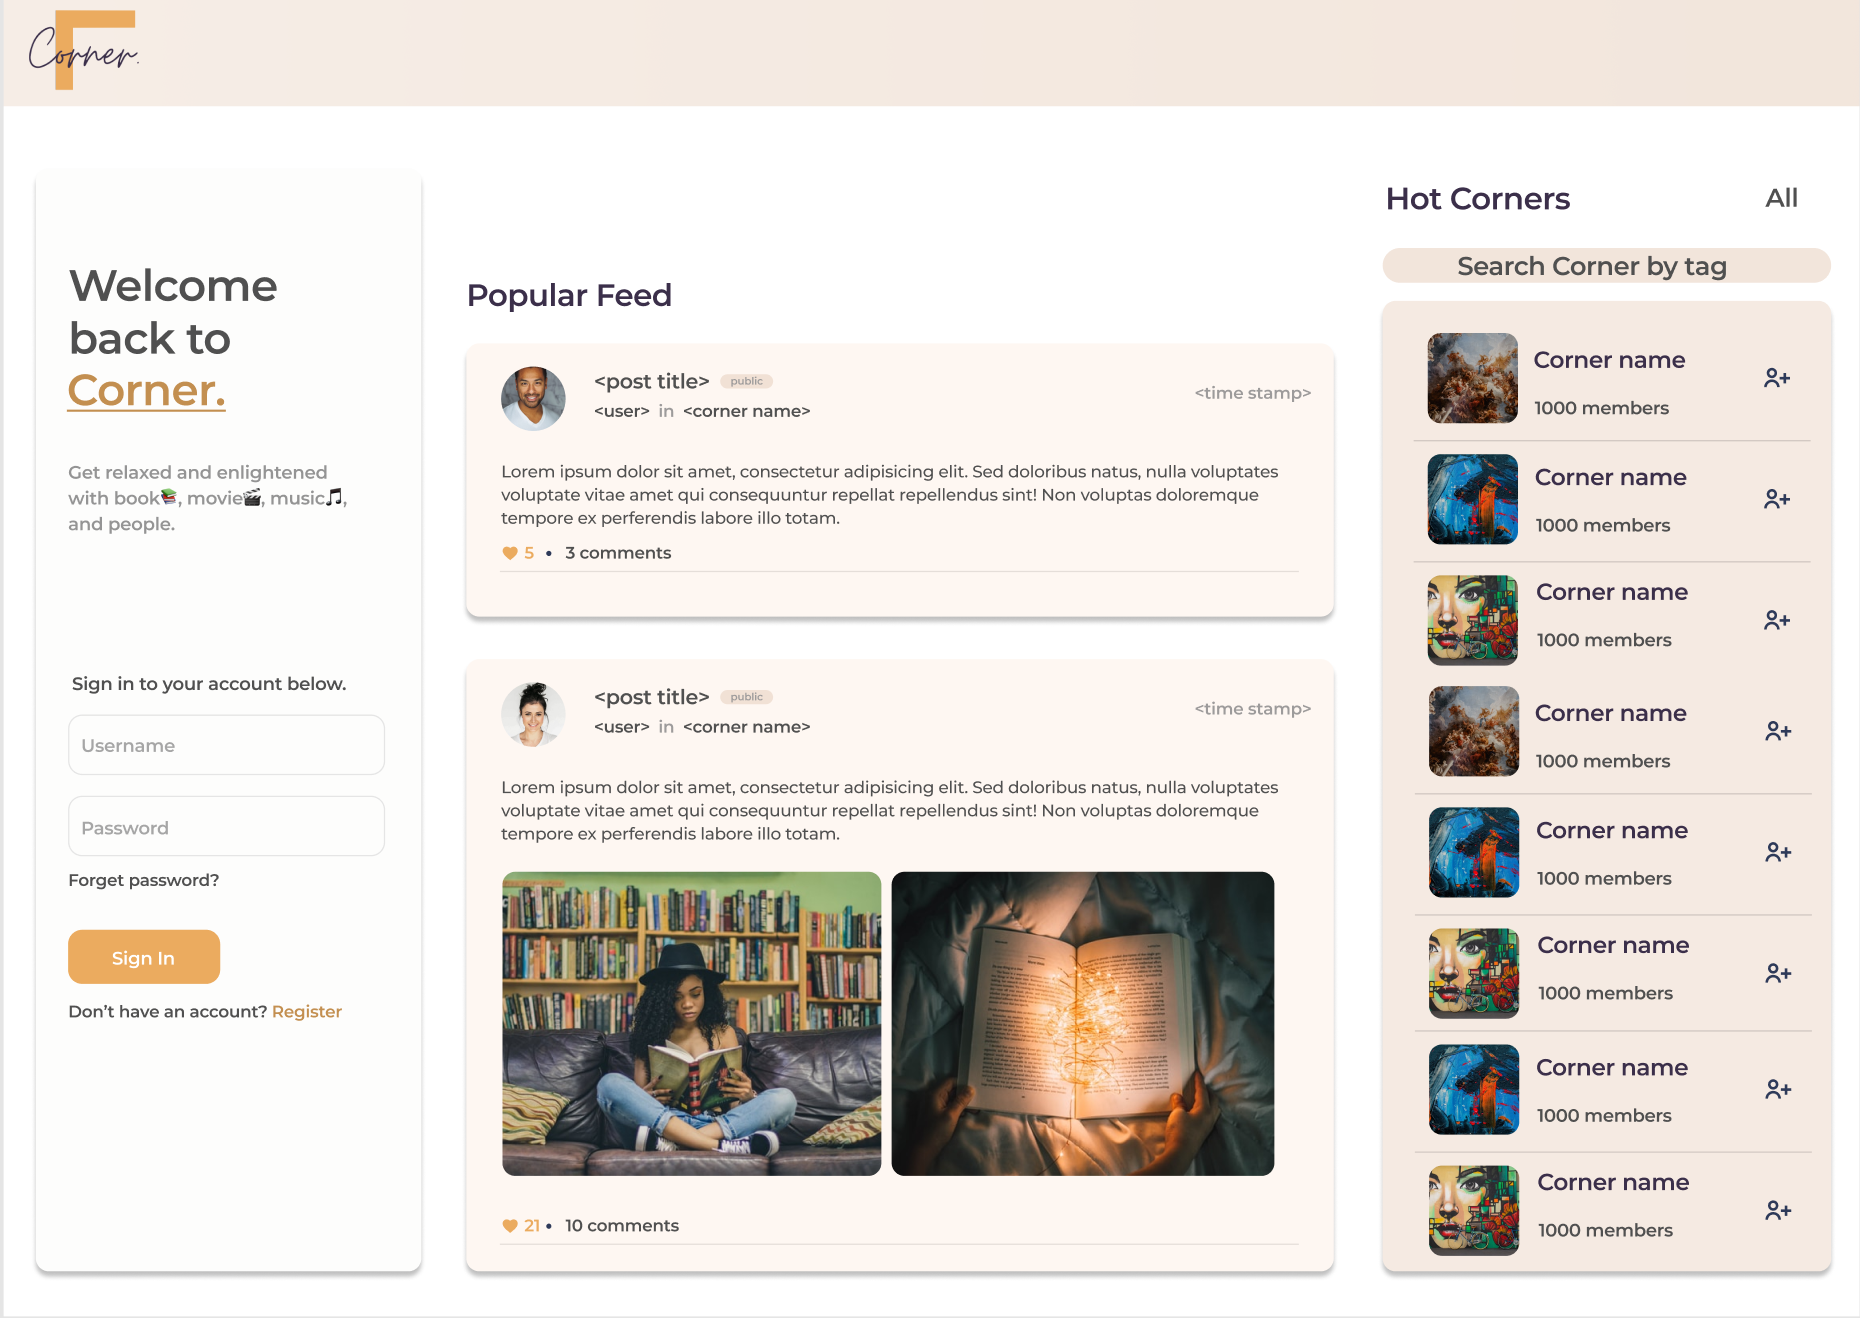 Corner.
Welcome
back to
Corner.
Get relaxed and enlightened
with book📚, movie🎬, music🎵,
and people.
Sign in to your account below.
Username
Password
Forget password?
Sign In
Don't have an account? Register
Popular Feed
<post title> public
<user> in <corner name>
<time stamp>
Lorem ipsum dolor sit amet, consectetur adipisicing elit. Sed doloribus natus, nulla voluptates
voluptate vitae amet qui consequuntur repellat repellendus sint! Non voluptas doloremque
tempore ex perferendis labore illo totam.
5 • 3 comments
<post title> public
<user> in <corner name>
<time stamp>
Lorem ipsum dolor sit amet, consectetur adipisicing elit. Sed doloribus natus, nulla voluptates
voluptate vitae amet qui consequuntur repellat repellendus sint! Non voluptas doloremque
tempore ex perferendis labore illo totam.
21 • 10 comments
Hot Corners All
Search Corner by tag
Corner name
1000 members
Corner name
1000 members
Corner name
1000 members
Corner name
1000 members
Corner name
1000 members
Corner name
1000 members
Corner name
1000 members
Corner name
1000 members